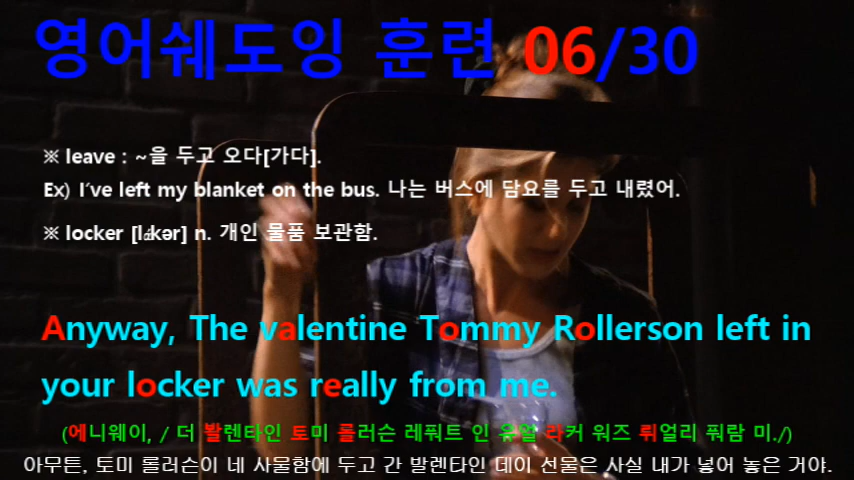 영어쉐도잉 훈련 06/30
※ leave : ~을 두고 오다[가다].
Ex) I've left my blanket on the bus. 나는 버스에 담요를 두고 내렸어.
※ locker [lɑ́kər] n. 개인 물품 보관함.
Anyway, The valentine Tommy Rollerson left in
your locker was really from me.
(에니웨이, / 더 봘렌타인 토미 롤러슨 레풔트 인 유얼 라커 워즈 뤼얼리 풔람 미./)
아무튼, 토미 롤러슨이 네 사물함에 두고 간 발렌타인 데이 선물은 사실 내가 넣어 놓은 거야.